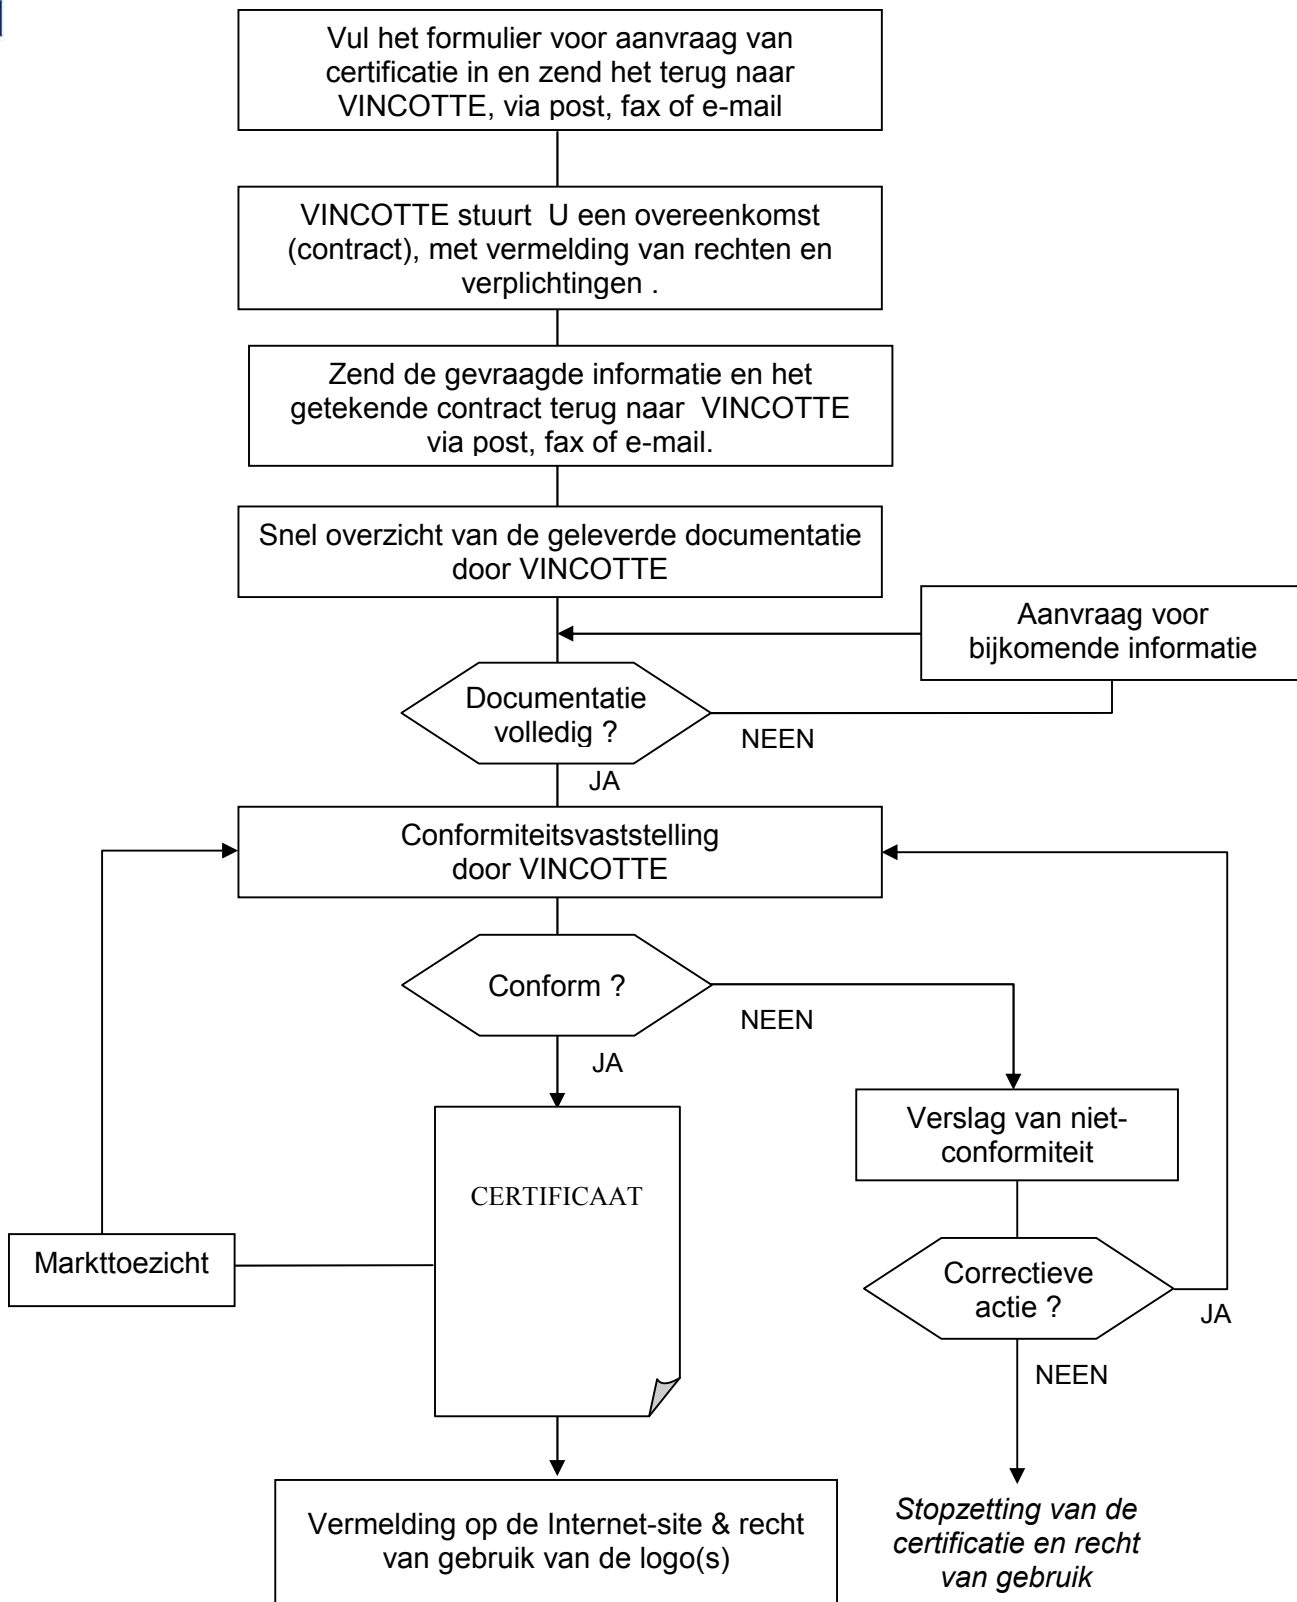 Vul het formulier voor aanvraag van
certificatie in en zend het terug naar
VINCOTTE, via post, fax of e-mail
VINCOTTE stuurt U een overeenkomst
(contract), met vermelding van rechten en
verplichtingen .
Zend de gevraagde informatie en het
getekende contract terug naar VINCOTTE
via post, fax of e-mail.
Snel overzicht van de geleverde documentatie
door VINCOTTE
Aanvraag voor
bijkomende informatie
Documentatie
volledig ?
NEEN
JA
Conformiteitsvaststelling
door VINCOTTE
Conform ?
NEEN
JA
Verslag van niet-
conformiteit
CERTIFICAAT
Markttoezicht
Correctieve
actie ?
JA
NEEN
Vermelding op de Internet-site & recht
van gebruik van de logo(s)
Stopzetting van de
certificatie en recht
van gebruik